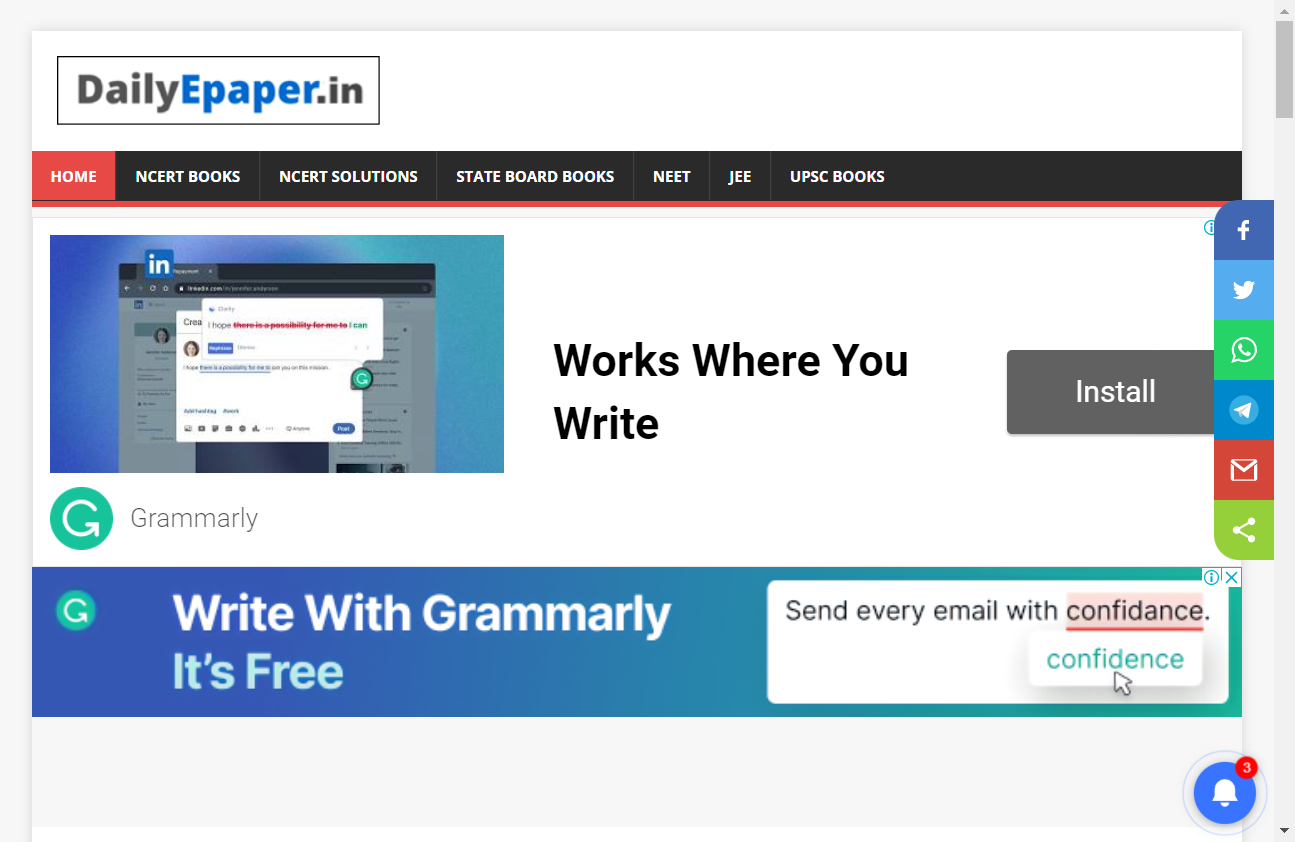 DailyEpaper.in
HOME NCERT BOOKS NCERT SOLUTIONS STATE BOARD BOOKS NEET JEE UPSC BOOKS
in
linkedin.com/in/jennifer.anderson
Clarity
Crea
I hope there is a possibility for me to I can
Rephrase Dismiss
I hope there is a possibility for me to join you on this mission.
Add hashtag #work
Anyone Post
Works Where You
Write
Install
Grammarly
Write With Grammarly
It's Free
Send every email with confidance.
confidence
3